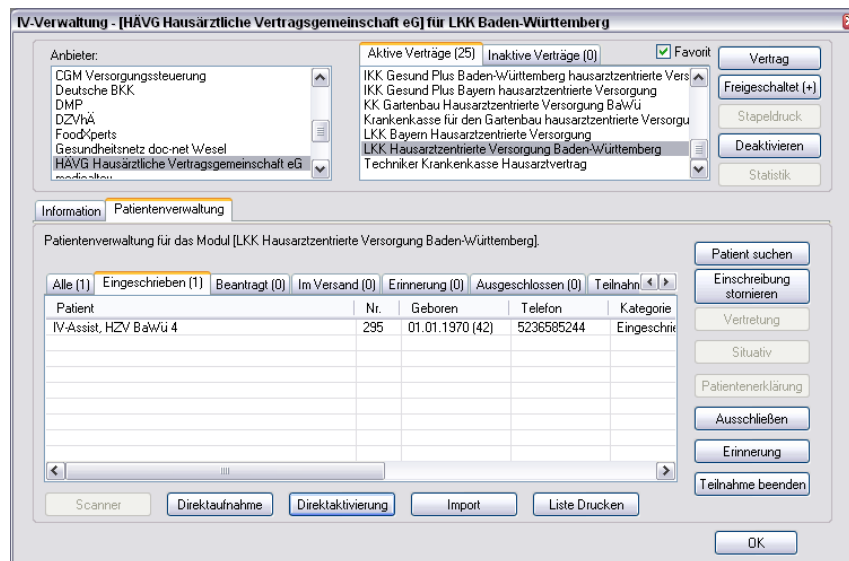 IV-Verwaltung - [HÄVG Hausärztliche Vertragsgemeinschaft eG] für LKK Baden-Württemberg
Anbieter:
CGM Versorgungssteuerung
Deutsche BKK
DMP
DZVhÄ
FoodXperts
Gesundheitsnetz doc-net Wesel
HÄVG Hausärztliche Vertragsgemeinschaft eG
Aktive Verträge (25) Inaktive Verträge (0) Favorit
IKK Gesund Plus Baden-Württemberg hausarztzentrierte Vers
IKK Gesund Plus Bayern hausarztzentrierte Versorgung
KK Gartenbau Hausarztzentrierte Versorgung BaWü
Krankenkasse für den Gartenbau hausarztzentrierte Versorgu
LKK Bayern Hausarztzentrierte Versorgung
LKK Hausarztzentrierte Versorgung Baden-Württemberg
Techniker Krankenkasse Hausarztvertrag
Vertrag
Freigeschaltet (+)
Stapeldruck
Deaktivieren
Statistik
Information Patientenverwaltung
Patientenverwaltung für das Modul [LKK Hausarztzentrierte Versorgung Baden-Württemberg].
Alle (1) Eingeschrieben (1) Beantragt (0) Im Versand (0) Erinnerung (0) Ausgeschlossen (0) Teilnahm
Patient Nr. Geboren Telefon Kategorie
IV-Assist, HZV BaWü 4 295 01.01.1970 (42) 5236585244 Eingeschrie
Patient suchen
Einschreibung
stornieren
Vertretung
Situativ
Patientenerklärung
Ausschließen
Erinnerung
Teilnahme beenden
Scanner Direktaufnahme Direktaktivierung Import Liste Drucken
OK